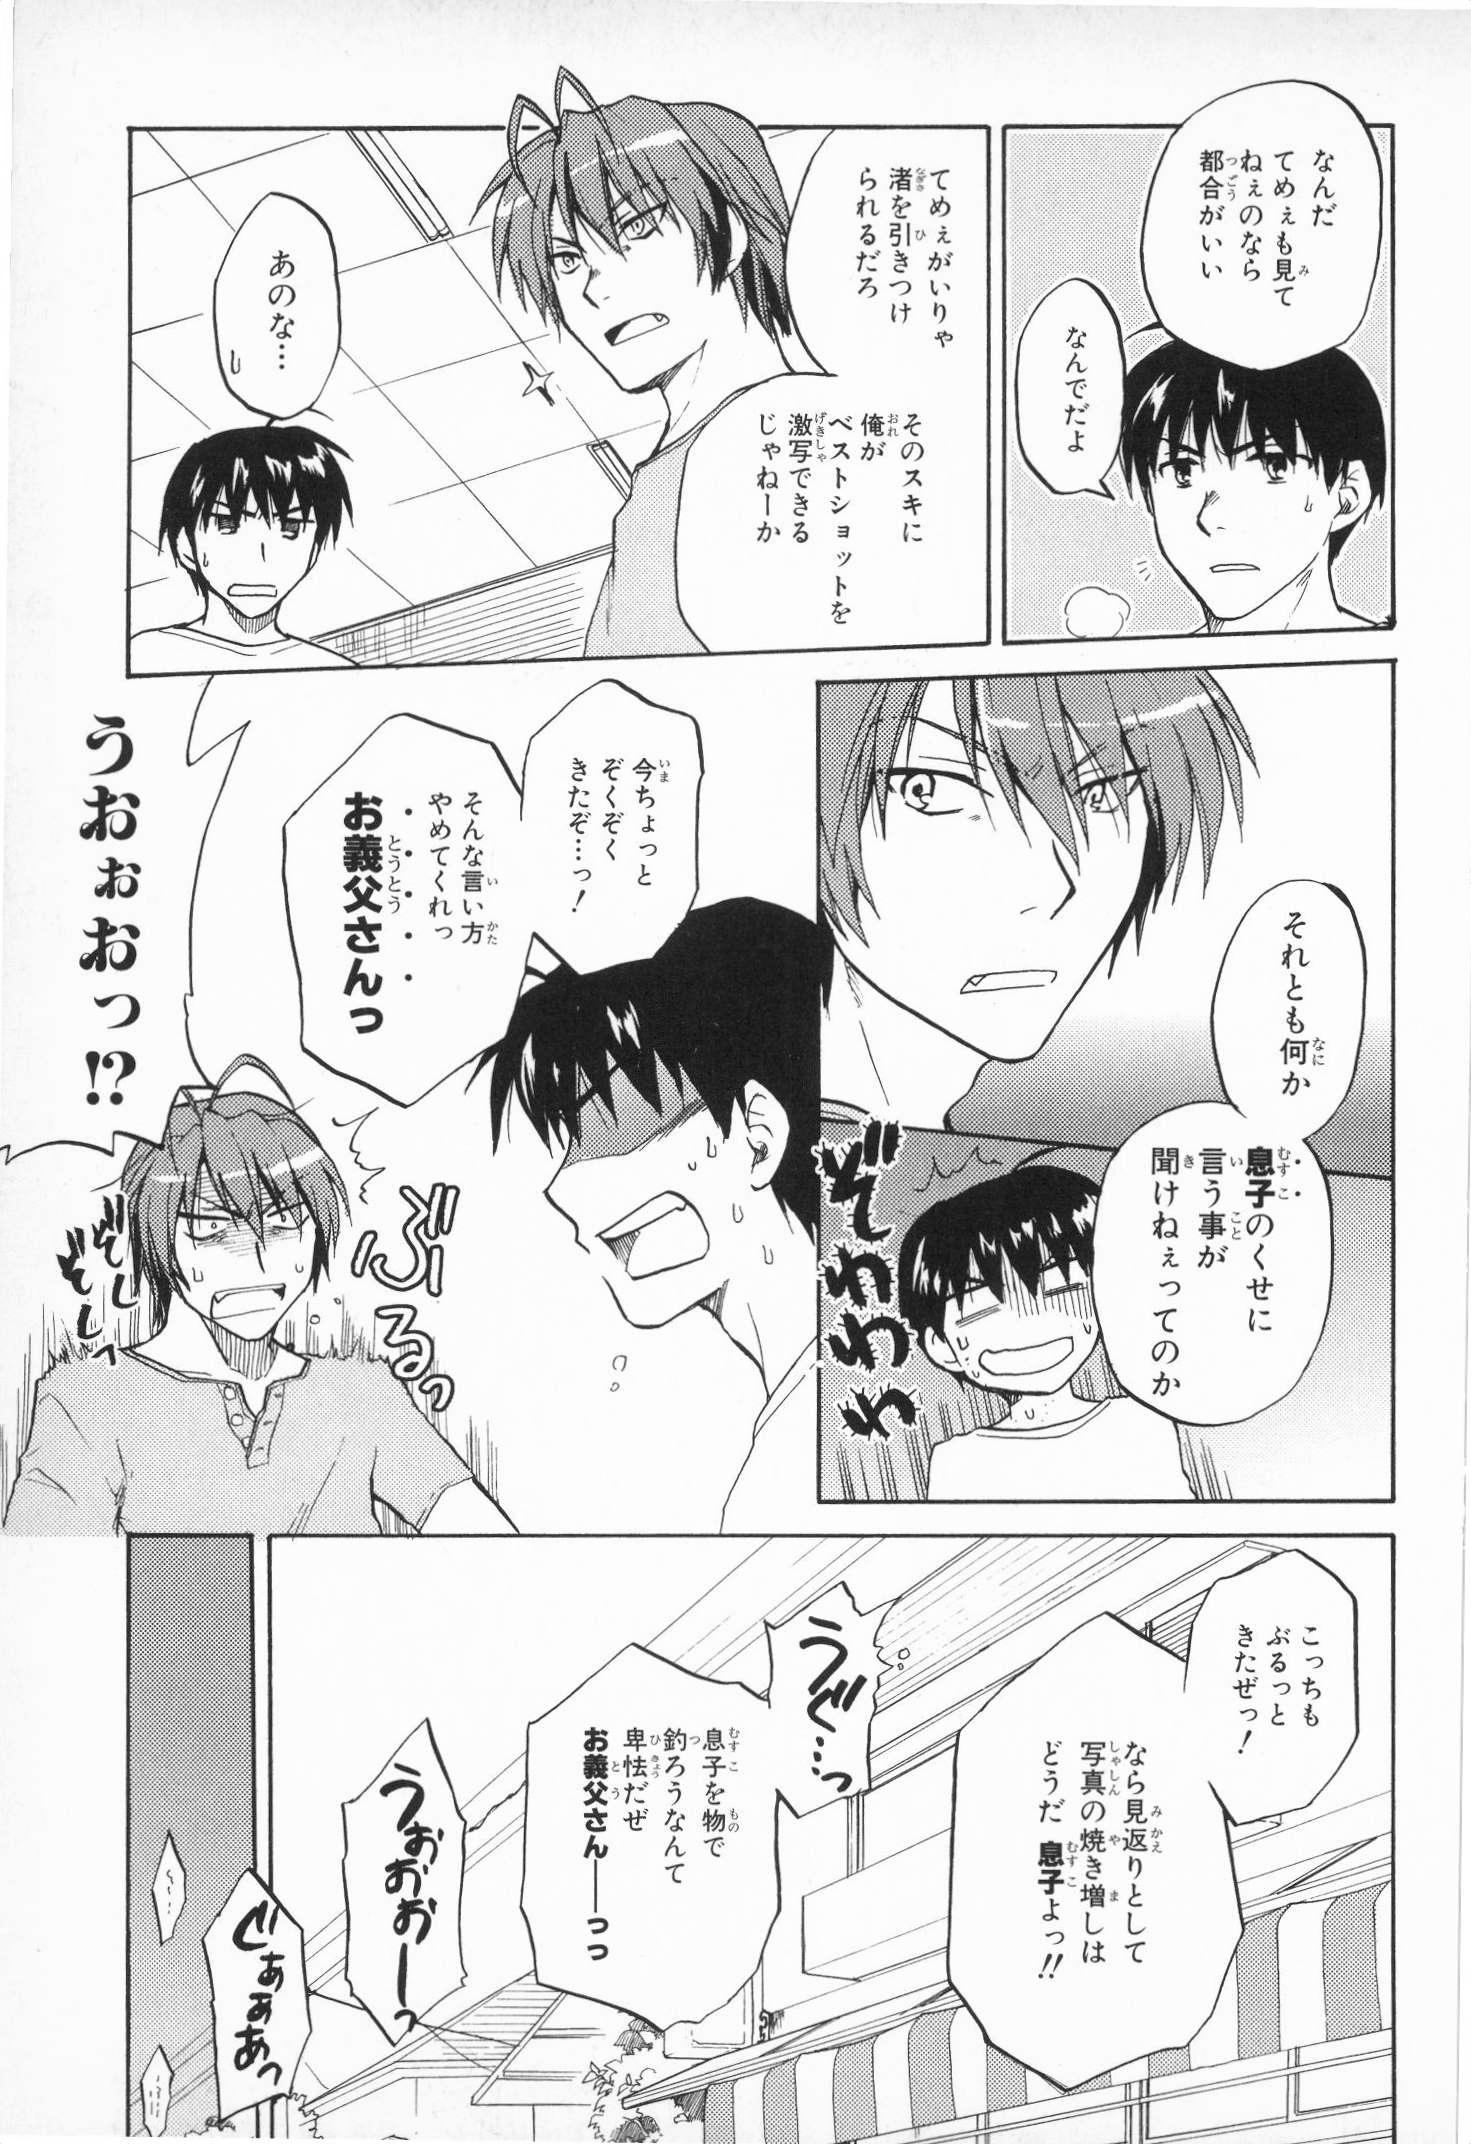 なんだ
てめぇも見て
ねぇのなら
都合がいい
なんでだよ
てめぇがいりゃ
渚を引きつけ
られるだろ
そのスキに
俺が
ベストショットを
激写できる
じゃねーか
あのな…
それとも何か
息子のくせに
言う事が
聞けねぇってのか
ぞわわわわ
今ちょっと
ぞくぞく
きたぞ…っ!
そんな言い方
やめてくれっ
お義父さんっ
ぶるっ
うおぉおっ!?
ぞくぞくっ
こっちも
ぶるっと
きたぜっ!
なら見返りとして
写真の焼き増しは
どうだ 息子よっ!!
うぐ…っ
息子を物で
釣ろうなんて
卑怯だぜ
お義父さん——っっ
うおおおーっ
ぐぁぁあっ